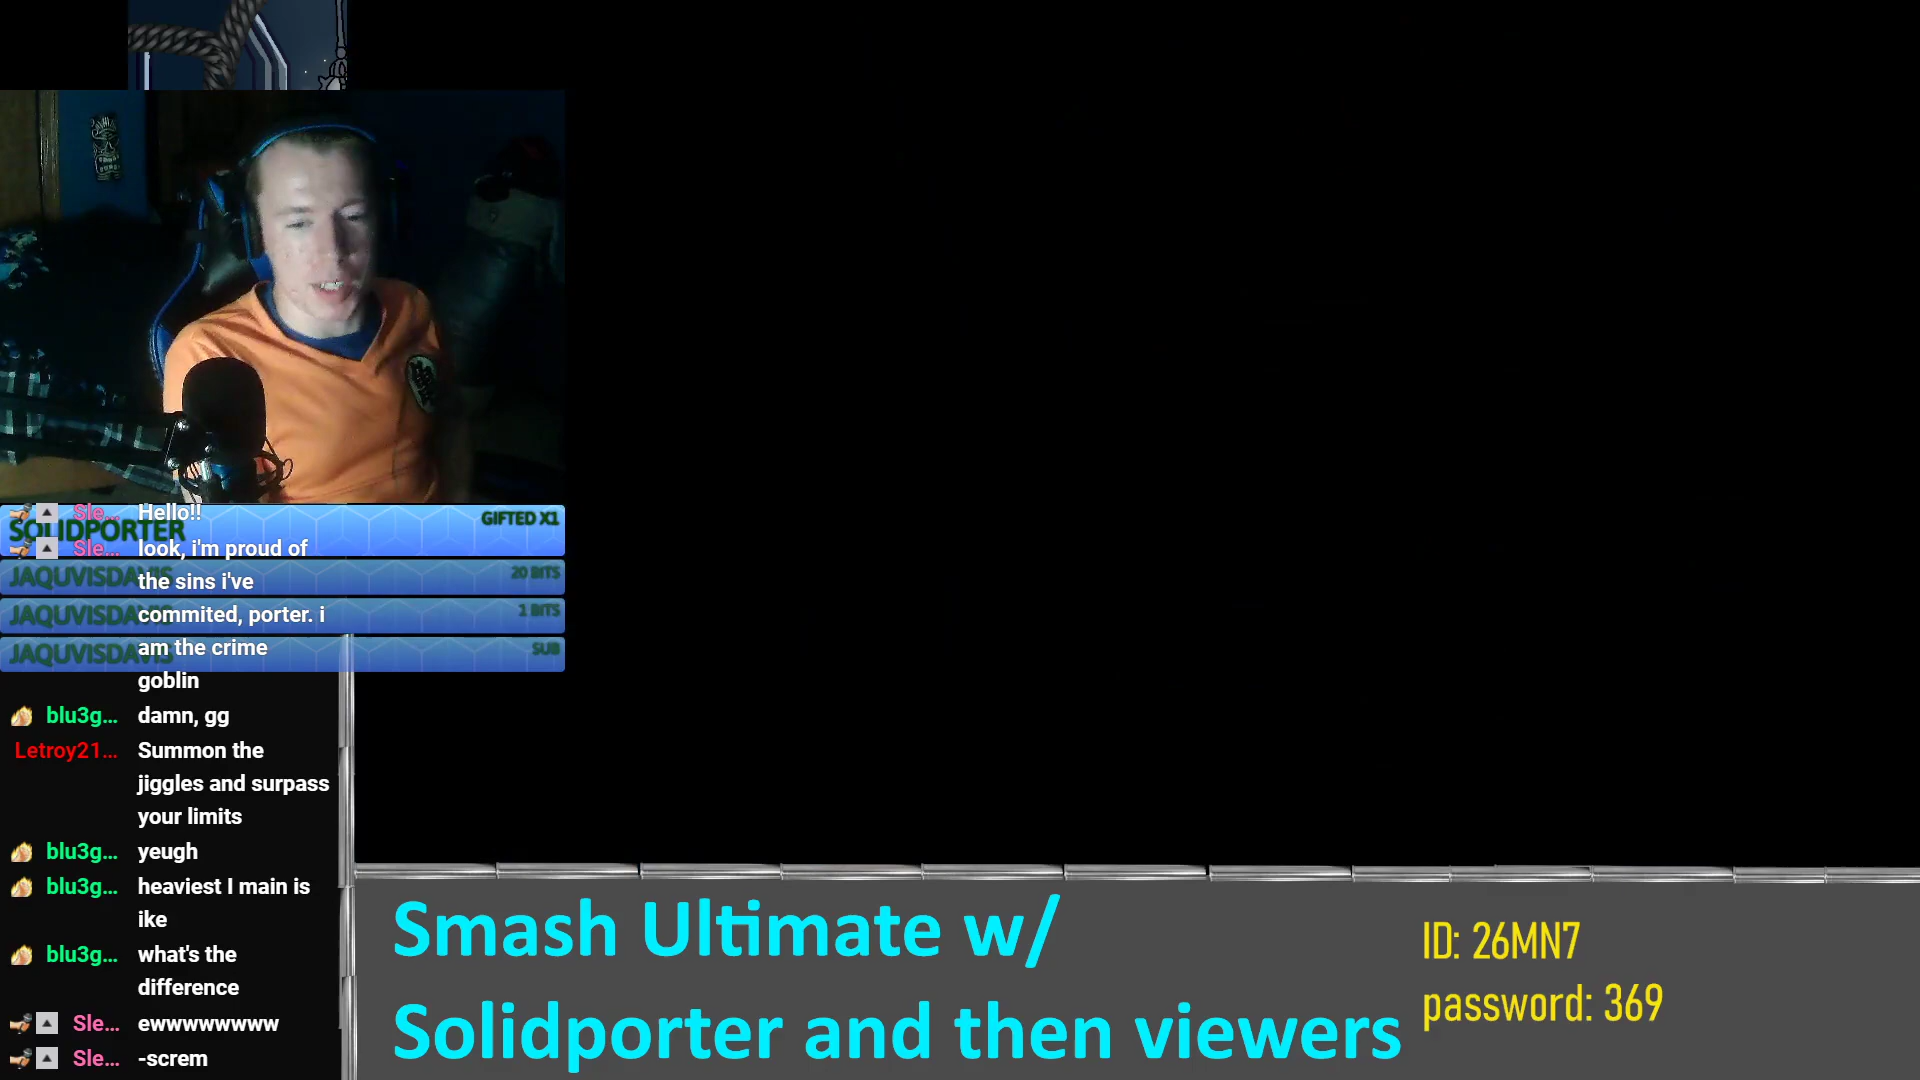 SOLIDPORTER GIFTED X1
JAQUVISDAVIS 20 BITS
JAQUVISDAVIS 1 BITS
JAQUVISDAVIS SUB
Sle... Hello!!
Sle... look, i'm proud of
the sins i've
commited, porter. i
am the crime
goblin
blu3g... damn, gg
Letroy21... Summon the
jiggles and surpass
your limits
blu3g... yeugh
blu3g... heaviest I main is
ike
blu3g... what's the
difference
Sle... ewwwwwwww
Sle... -screm
Smash Ultimate w/
Solidporter and then viewers
ID: 26MN7
password: 369